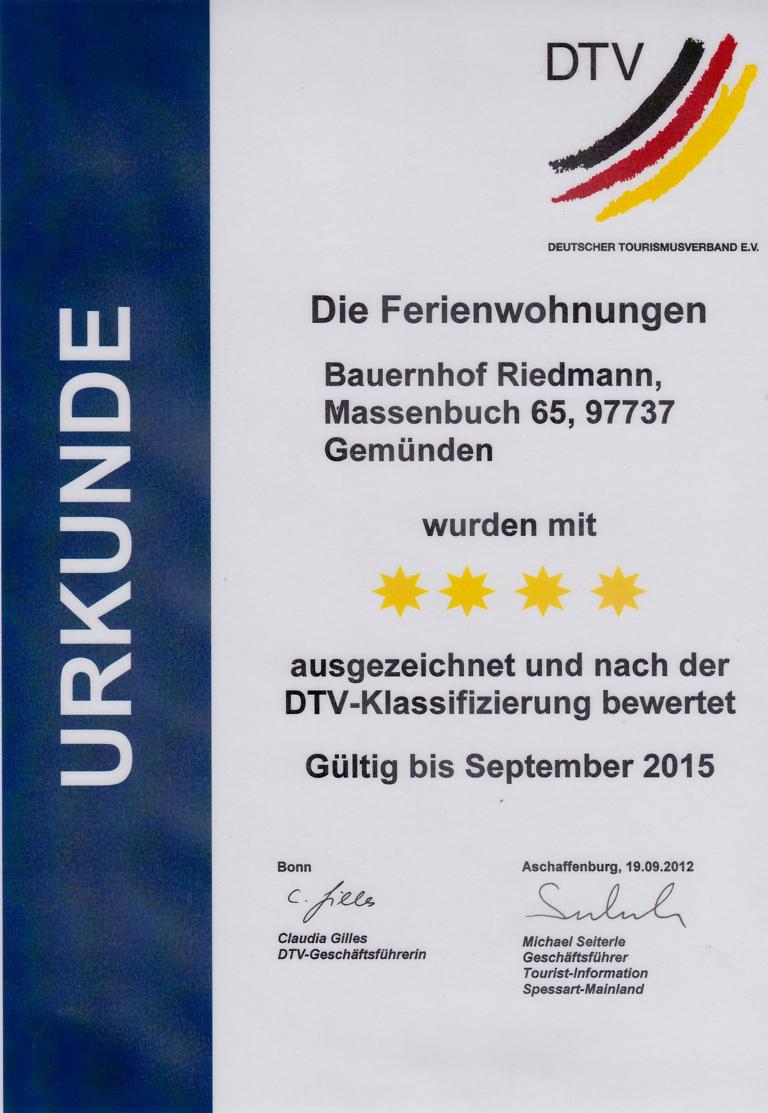 URKUNDE
DTV
DEUTSCHER TOURISMUSVERBAND E.V.
Die Ferienwohnungen
Bauernhof Riedmann,
Massenbuch 65, 97737
Gemünden
wurden mit
ausgezeichnet und nach der
DTV-Klassifizierung bewertet
Gültig bis September 2015
Bonn
C. Gilles
Claudia Gilles
DTV-Geschäftsführerin
Aschaffenburg, 19.09.2012
Michael Seiterle
Geschäftsführer
Tourist-Information
Spessart-Mainland